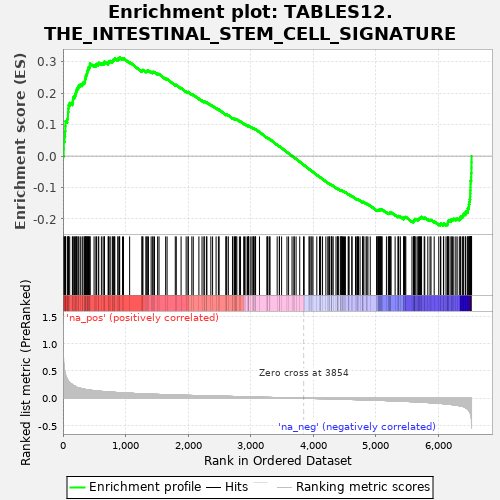 Enrichment plot: TABLES12.
THE_INTESTINAL_STEM_CELL_SIGNATURE
Enrichment score (ES)
0.3
0.2
0.1
0.0
-0.1
-0.2
Ranked list metric (PreRanked)
1.5
1.0
0.5
0.0
-0.5
'na_pos' (positively correlated)
Zero cross at 3854
'na_neg' (negatively correlated)
0
1,000
2,000
3,000
4,000
5,000
6,000
Rank in Ordered Dataset
Enrichment profile
Hits
Ranking metric scores